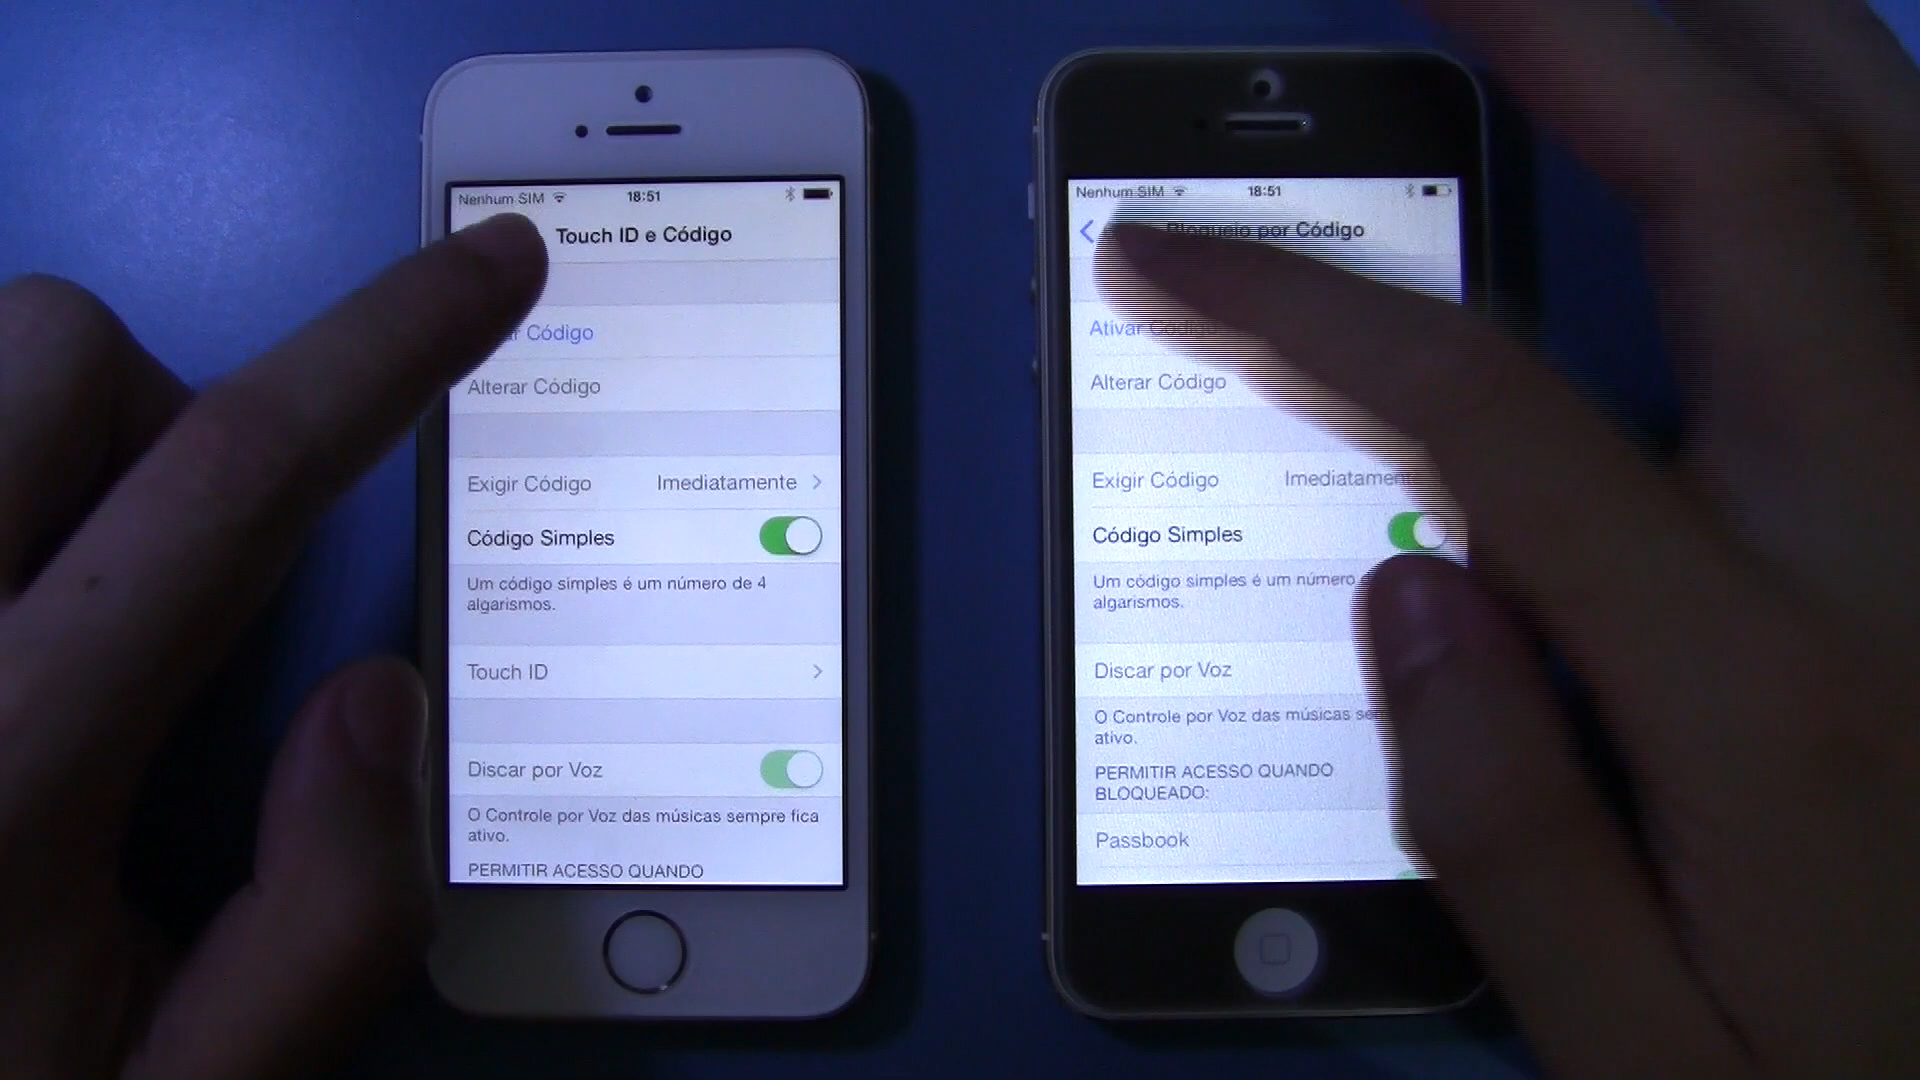 Nenhum SIM 18:51
Touch ID e Código
Código
Alterar Código
Exigir Código Imediatamente
Código Simples
Um código simples é um número de 4
algarismos.
Touch ID
Discar por Voz
O Controle por Voz das músicas sempre fica
ativo.
PERMITIR ACESSO QUANDO
Nenhum SIM 18:51
Bloqueio por Código
Ativar Código
Alterar Código
Exigir Código Imediatamen
Código Simples
Um código simples é um número
algarismos.
Discar por Voz
O Controle por Voz das músicas se
ativo.
PERMITIR ACESSO QUANDO
BLOQUEADO:
Passbook